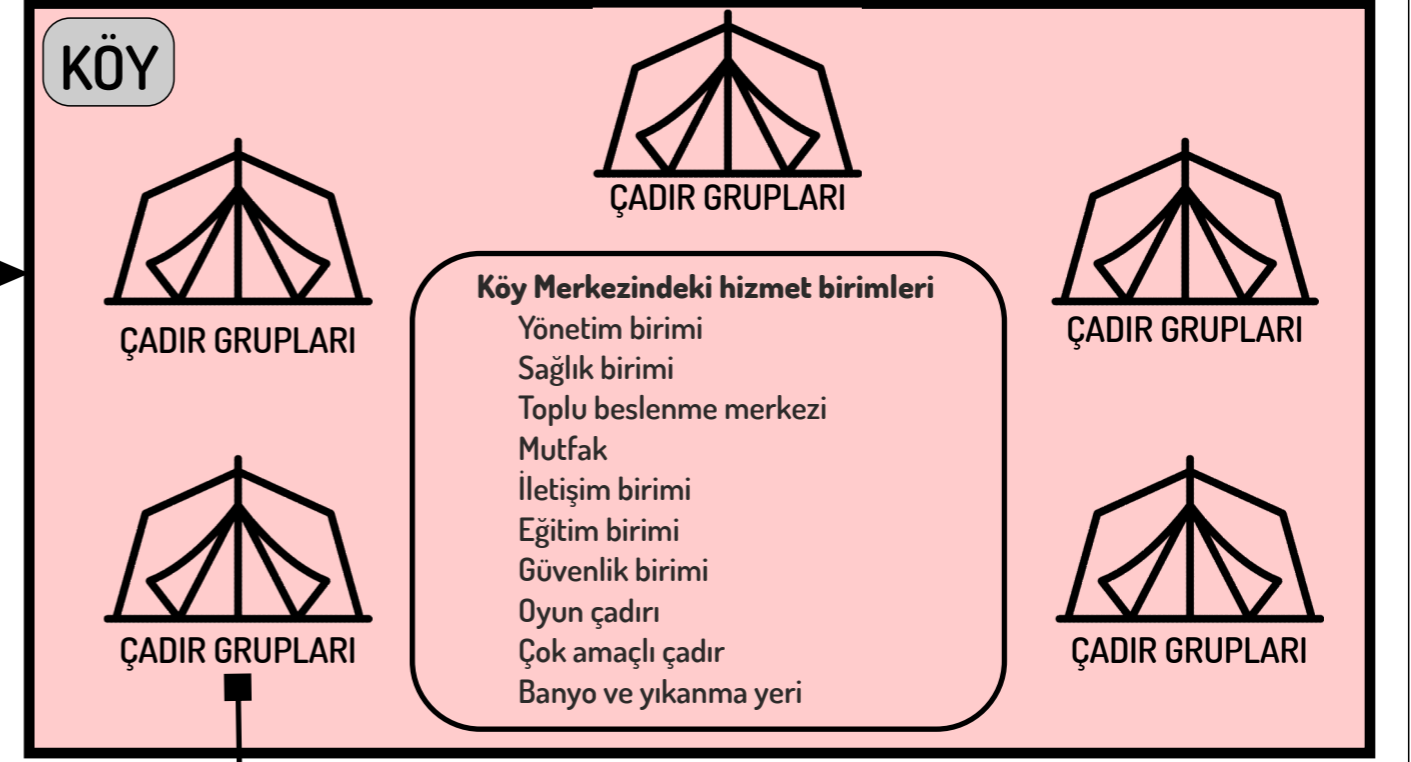 KÖY
ÇADIR GRUPLARI
ÇADIR GRUPLARI
ÇADIR GRUPLARI
Köy Merkezindeki hizmet birimleri
Yönetim birimi
Sağlık birimi
Toplu beslenme merkezi
Mutfak
İletişim birimi
Eğitim birimi
Güvenlik birimi
Oyun çadırı
Çok amaçlı çadır
Banyo ve yıkanma yeri
ÇADIR GRUPLARI
ÇADIR GRUPLARI